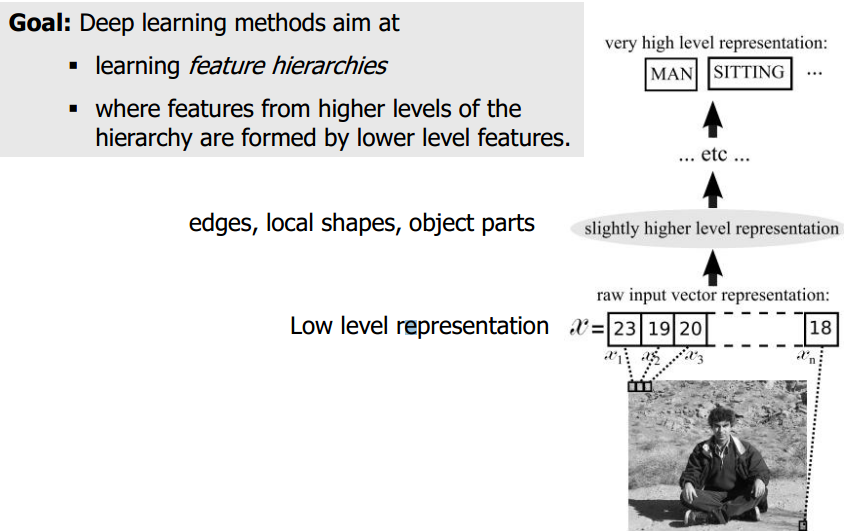 Goal: Deep learning methods aim at
▪ learning feature hierarchies
▪ where features from higher levels of the
hierarchy are formed by lower level features.
very high level representation:
MAN SITTING ...
... etc ...
edges, local shapes, object parts
slightly higher level representation
raw input vector representation:
Low level representation
x = 23 19 20 18
x1 x2 x3 xn